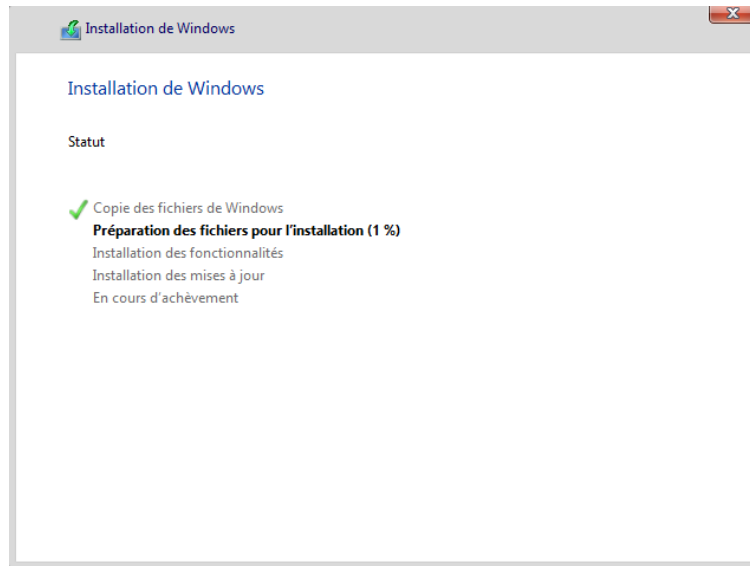 Installation de Windows
Installation de Windows
Statut
Copie des fichiers de Windows
Préparation des fichiers pour l'installation (1 %)
Installation des fonctionnalités
Installation des mises à jour
En cours d'achèvement